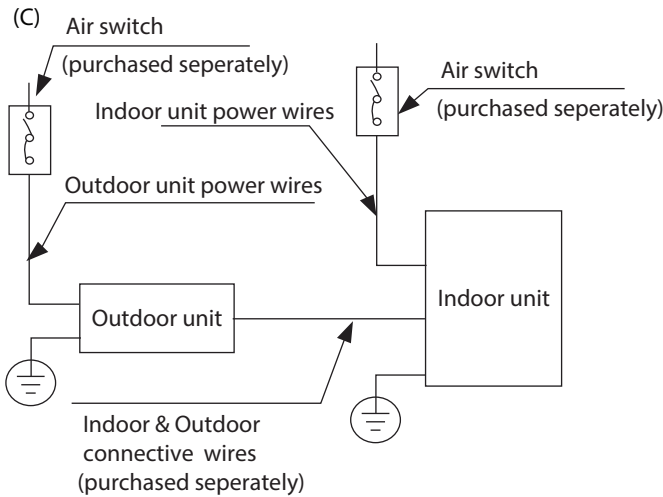 (C)
Air switch
(purchased seperately)
Air switch
(purchased seperately)
Indoor unit power wires
Outdoor unit power wires
Outdoor unit
Indoor unit
Indoor & Outdoor
connective wires
(purchased seperately)